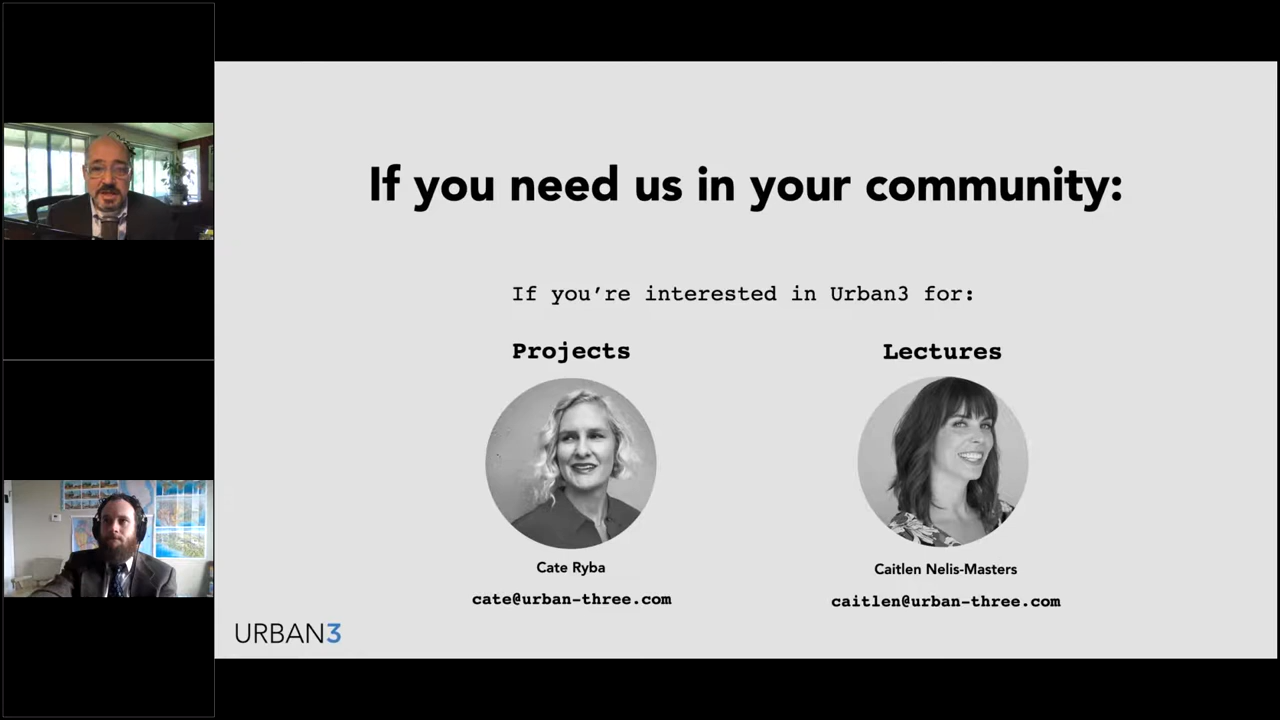 If you need us in your community:
If you’re interested in Urban3 for:
Projects
Lectures
Cate Ryba
Caitlen Nelis-Masters
cate@urban-three.com
caitlen@urban-three.com
URBAN3